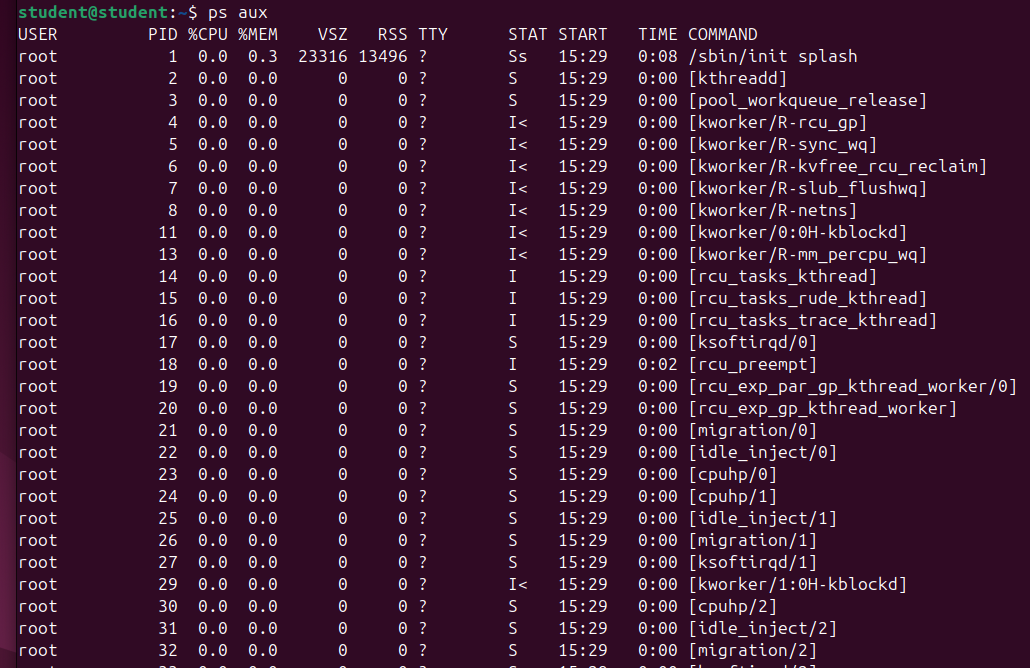 student@student:~$ ps aux
USER PID %CPU %MEM VSZ RSS TTY STAT START TIME COMMAND
root 1 0.0 0.3 23316 13496 ? Ss 15:29 0:08 /sbin/init splash
root 2 0.0 0.0 0 0 ? S 15:29 0:00 [kthreadd]
root 3 0.0 0.0 0 0 ? S 15:29 0:00 [pool_workqueue_release]
root 4 0.0 0.0 0 0 ? I< 15:29 0:00 [kworker/R-rcu_gp]
root 5 0.0 0.0 0 0 ? I< 15:29 0:00 [kworker/R-sync_wq]
root 6 0.0 0.0 0 0 ? I< 15:29 0:00 [kworker/R-kvfree_rcu_reclaim]
root 7 0.0 0.0 0 0 ? I< 15:29 0:00 [kworker/R-slub_flushwq]
root 8 0.0 0.0 0 0 ? I< 15:29 0:00 [kworker/R-netns]
root 11 0.0 0.0 0 0 ? I< 15:29 0:00 [kworker/0:0H-kblockd]
root 13 0.0 0.0 0 0 ? I< 15:29 0:00 [kworker/R-mm_percpu_wq]
root 14 0.0 0.0 0 0 ? I 15:29 0:00 [rcu_tasks_kthread]
root 15 0.0 0.0 0 0 ? I 15:29 0:00 [rcu_tasks_rude_kthread]
root 16 0.0 0.0 0 0 ? I 15:29 0:00 [rcu_tasks_trace_kthread]
root 17 0.0 0.0 0 0 ? S 15:29 0:00 [ksoftirqd/0]
root 18 0.0 0.0 0 0 ? I 15:29 0:02 [rcu_preempt]
root 19 0.0 0.0 0 0 ? S 15:29 0:00 [rcu_exp_par_gp_kthread_worker/0]
root 20 0.0 0.0 0 0 ? S 15:29 0:00 [rcu_exp_gp_kthread_worker]
root 21 0.0 0.0 0 0 ? S 15:29 0:00 [migration/0]
root 22 0.0 0.0 0 0 ? S 15:29 0:00 [idle_inject/0]
root 23 0.0 0.0 0 0 ? S 15:29 0:00 [cpuhp/0]
root 24 0.0 0.0 0 0 ? S 15:29 0:00 [cpuhp/1]
root 25 0.0 0.0 0 0 ? S 15:29 0:00 [idle_inject/1]
root 26 0.0 0.0 0 0 ? S 15:29 0:00 [migration/1]
root 27 0.0 0.0 0 0 ? S 15:29 0:00 [ksoftirqd/1]
root 29 0.0 0.0 0 0 ? I< 15:29 0:00 [kworker/1:0H-kblockd]
root 30 0.0 0.0 0 0 ? S 15:29 0:00 [cpuhp/2]
root 31 0.0 0.0 0 0 ? S 15:29 0:00 [idle_inject/2]
root 32 0.0 0.0 0 0 ? S 15:29 0:00 [migration/2]